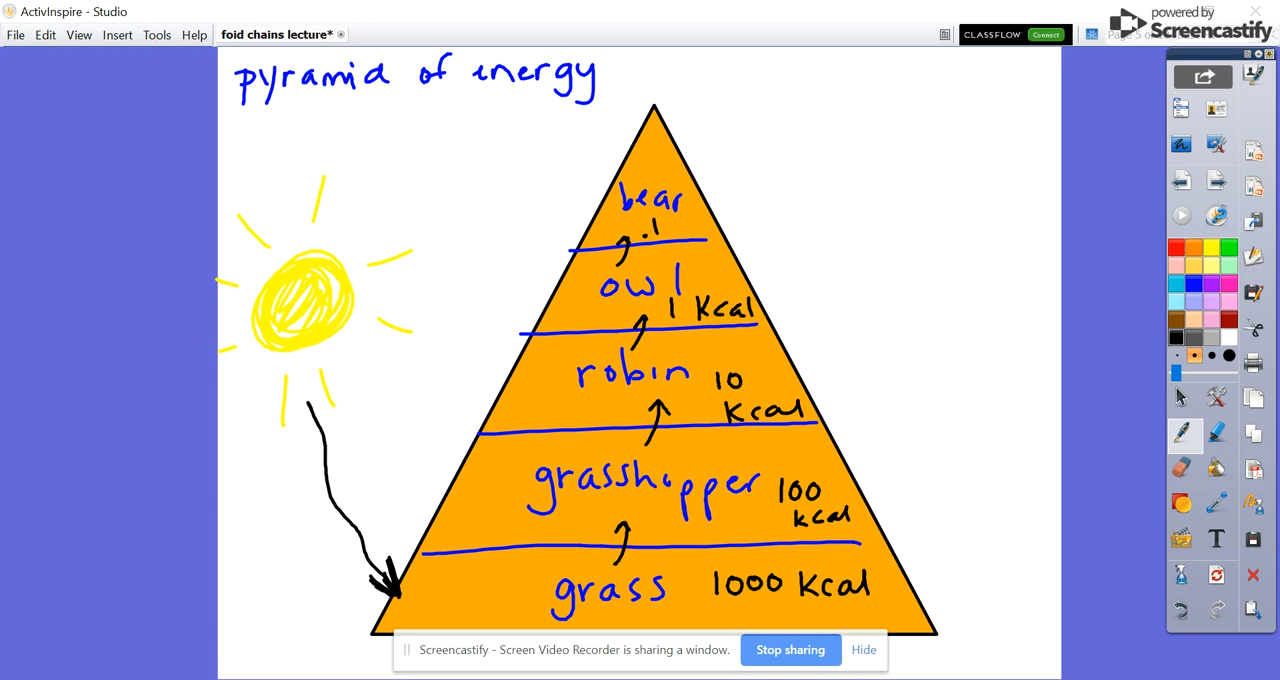 ActivInspire - Studio
powered by
Screencastify
File Edit View Insert Tools Help
foid chains lecture*
CLASSFLOW Connect
pyramid of energy
bear
.1
owl
1 Kcal
robin 10
Kcal
grasshopper 100
kcal
grass 1000 Kcal
Screencastify - Screen Video Recorder is sharing a window.
Stop sharing
Hide